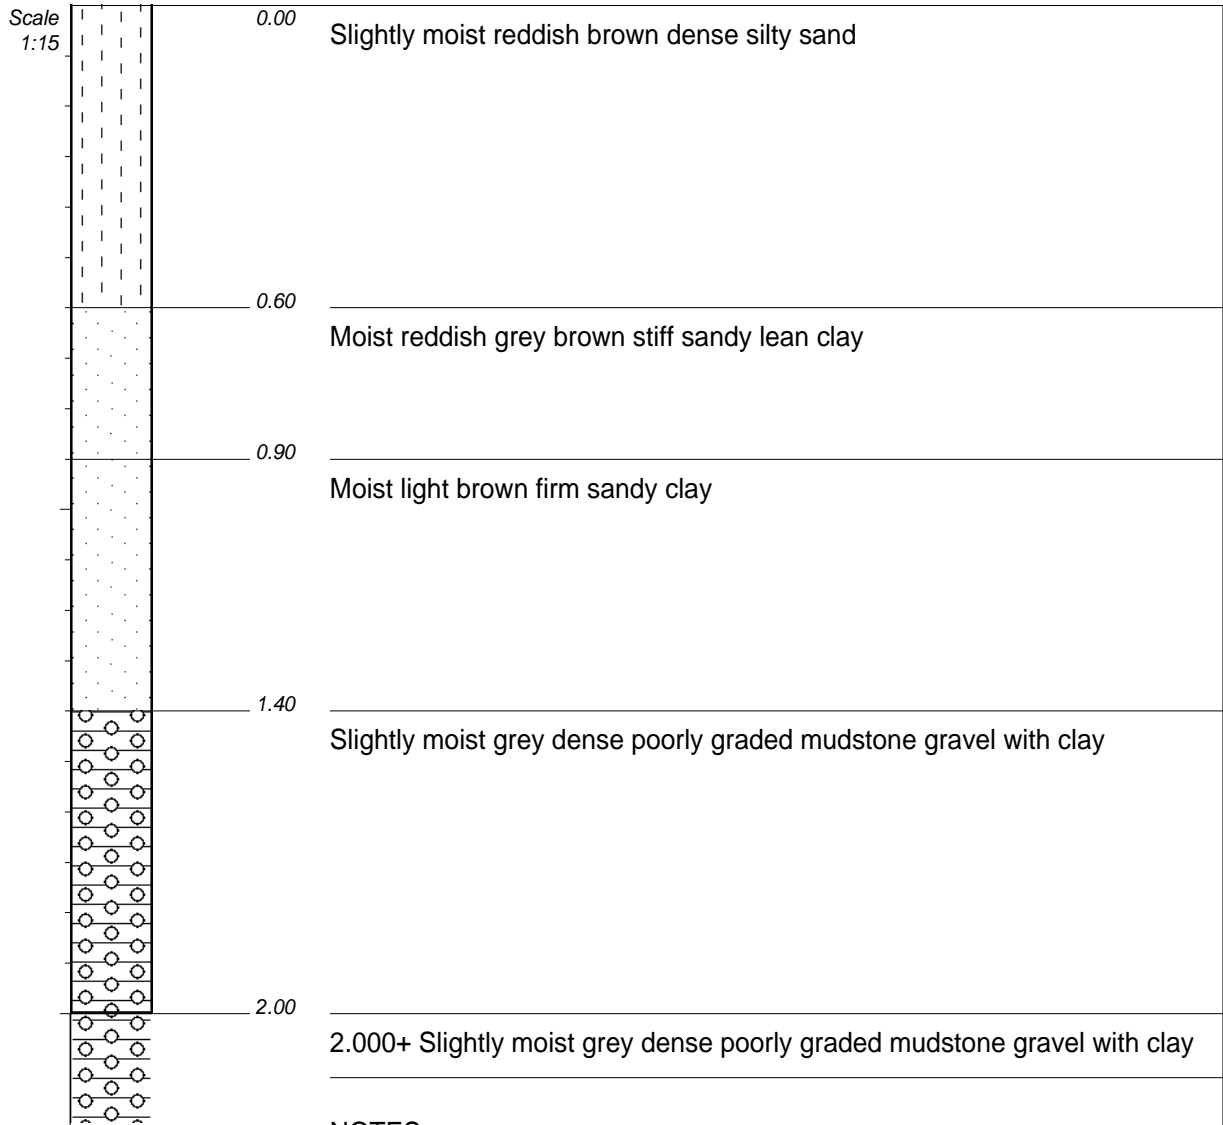 Scale
1:15
0.00
Slightly moist reddish brown dense silty sand
0.60
Moist reddish grey brown stiff sandy lean clay
0.90
Moist light brown firm sandy clay
1.40
Slightly moist grey dense poorly graded mudstone gravel with clay
2.00
2.000+ Slightly moist grey dense poorly graded mudstone gravel with clay
NOTES